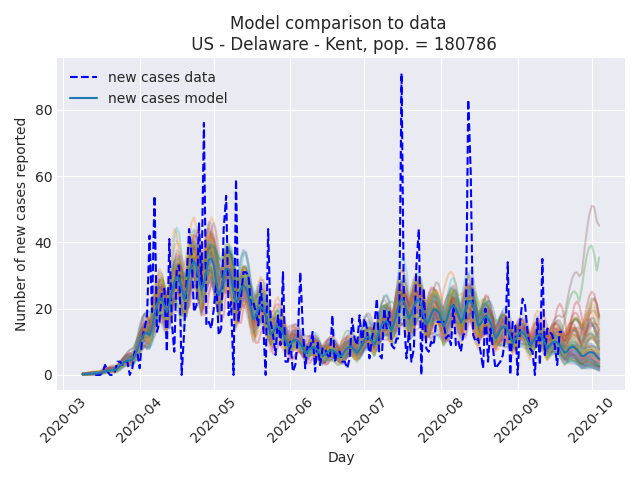 Model comparison to data
US - Delaware - Kent, pop. = 180786
new cases data
new cases model
Number of new cases reported
80
60
40
20
0
2020-03
2020-04
2020-05
2020-06
2020-07
2020-08
2020-09
2020-10
Day